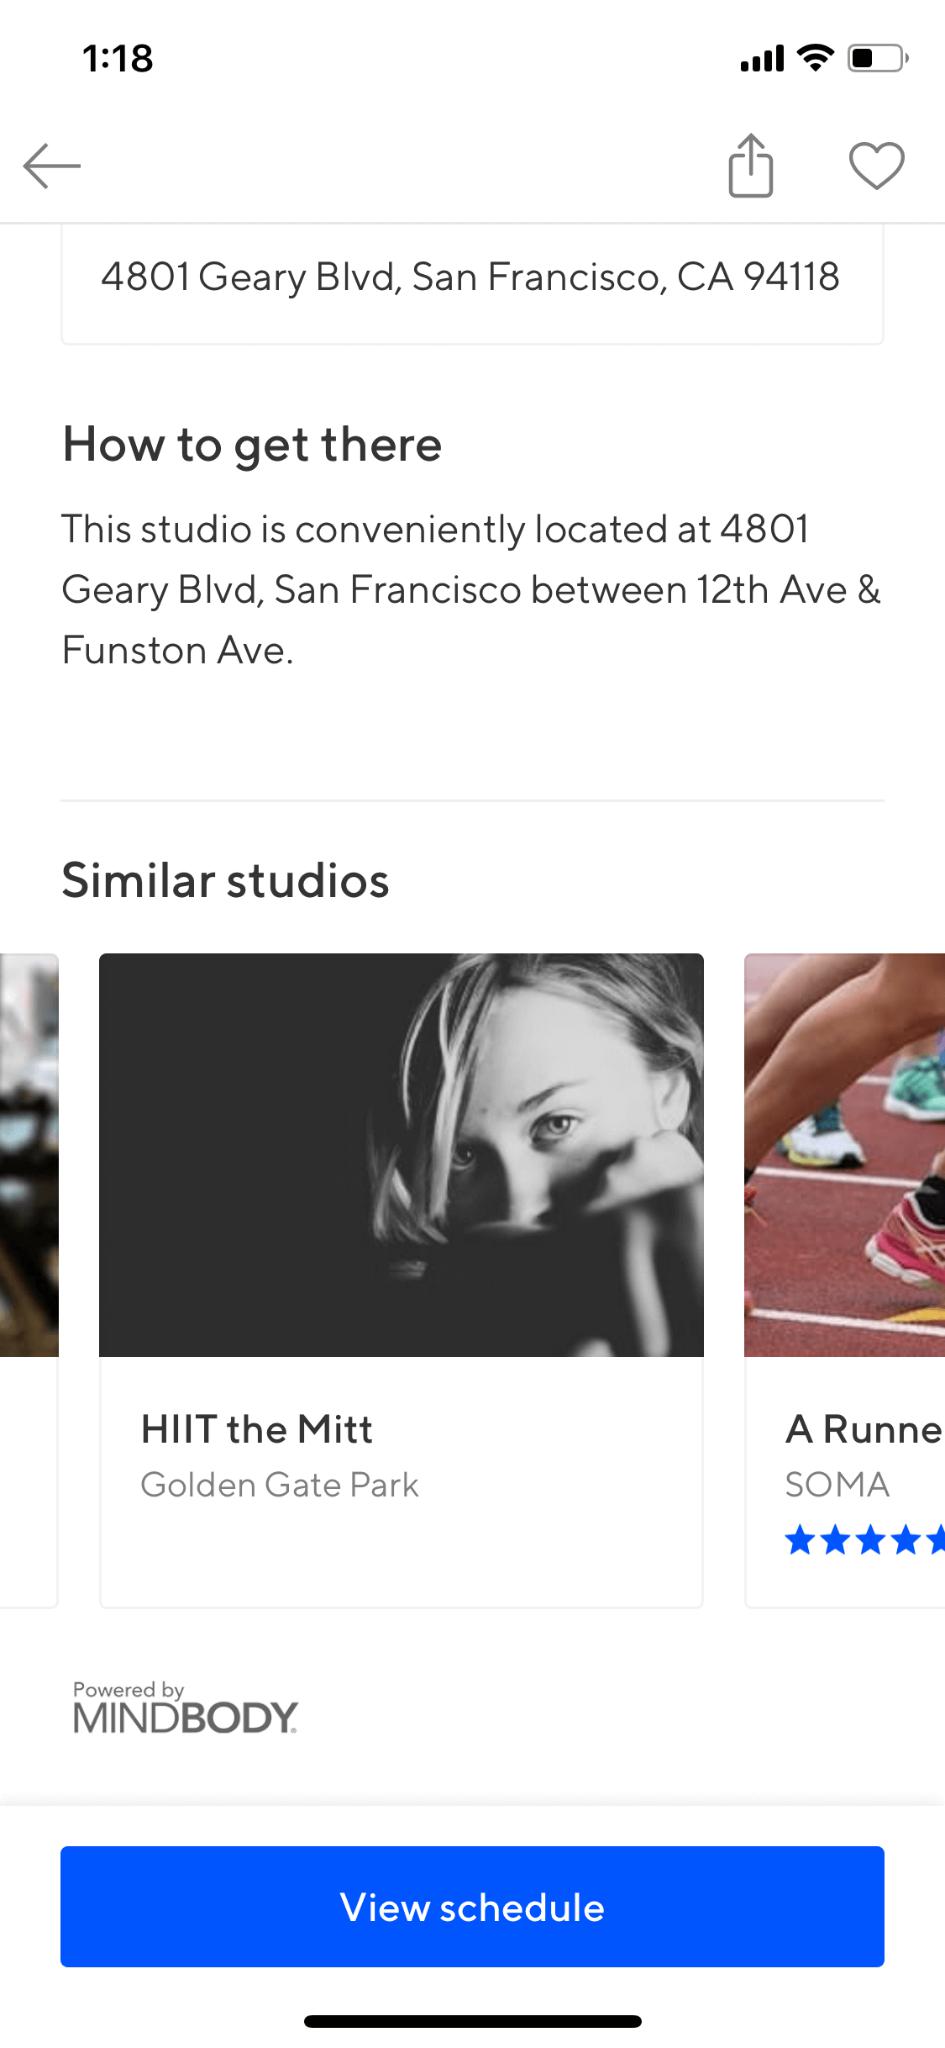 1:18
4801 Geary Blvd, San Francisco, CA 94118
How to get there
This studio is conveniently located at 4801
Geary Blvd, San Francisco between 12th Ave &
Funston Ave.
Similar studios
HIIT the Mitt
Golden Gate Park
A Runne
SOMA
Powered by
MINDBODY
View schedule